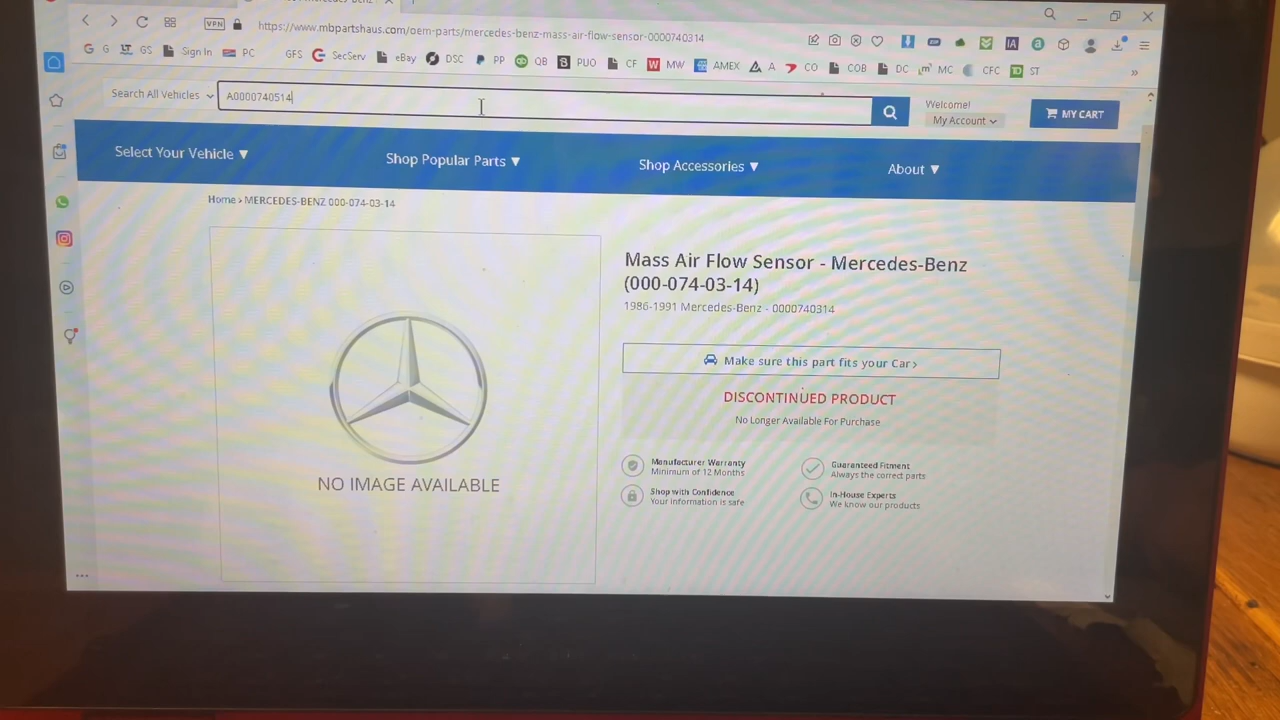 VPN https://www.mbpartshaus.com/oem-parts/mercedes-benz-mass-air-flow-sensor-0000740314
G GS Sign In PC GFS SecServ eBay DSC PP QB PUO CF MW AMEX A CO COB DC MC CFC ST »
Search All Vehicles A0000740514
Welcome!
My Account
MY CART
Select Your Vehicle ▼ Shop Popular Parts ▼ Shop Accessories ▼ About ▼
Home › MERCEDES-BENZ 000-074-03-14
Mass Air Flow Sensor - Mercedes-Benz
(000-074-03-14)
1986-1991 Mercedes-Benz - 0000740314
Make sure this part fits your Car ›
DISCONTINUED PRODUCT
No Longer Available For Purchase
Manufacturer Warranty
Minimum of 12 Months
Guaranteed Fitment
Always the correct parts
Shop with Confidence
Your information is safe
In-House Experts
We know our products
NO IMAGE AVAILABLE